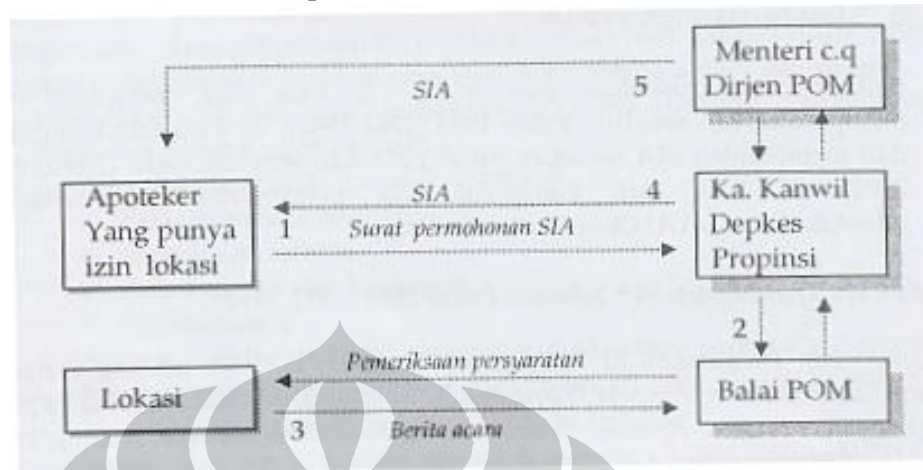 Menteri c.q
Dirjen POM
SIA 5
Apoteker
Yang punya
izin lokasi
SIA 4
1 Surat permohonan SIA
Ka. Kanwil
Depkes
Propinsi
2
Pemeriksaan persyaratan
Lokasi
Balai POM
3 Berita acara